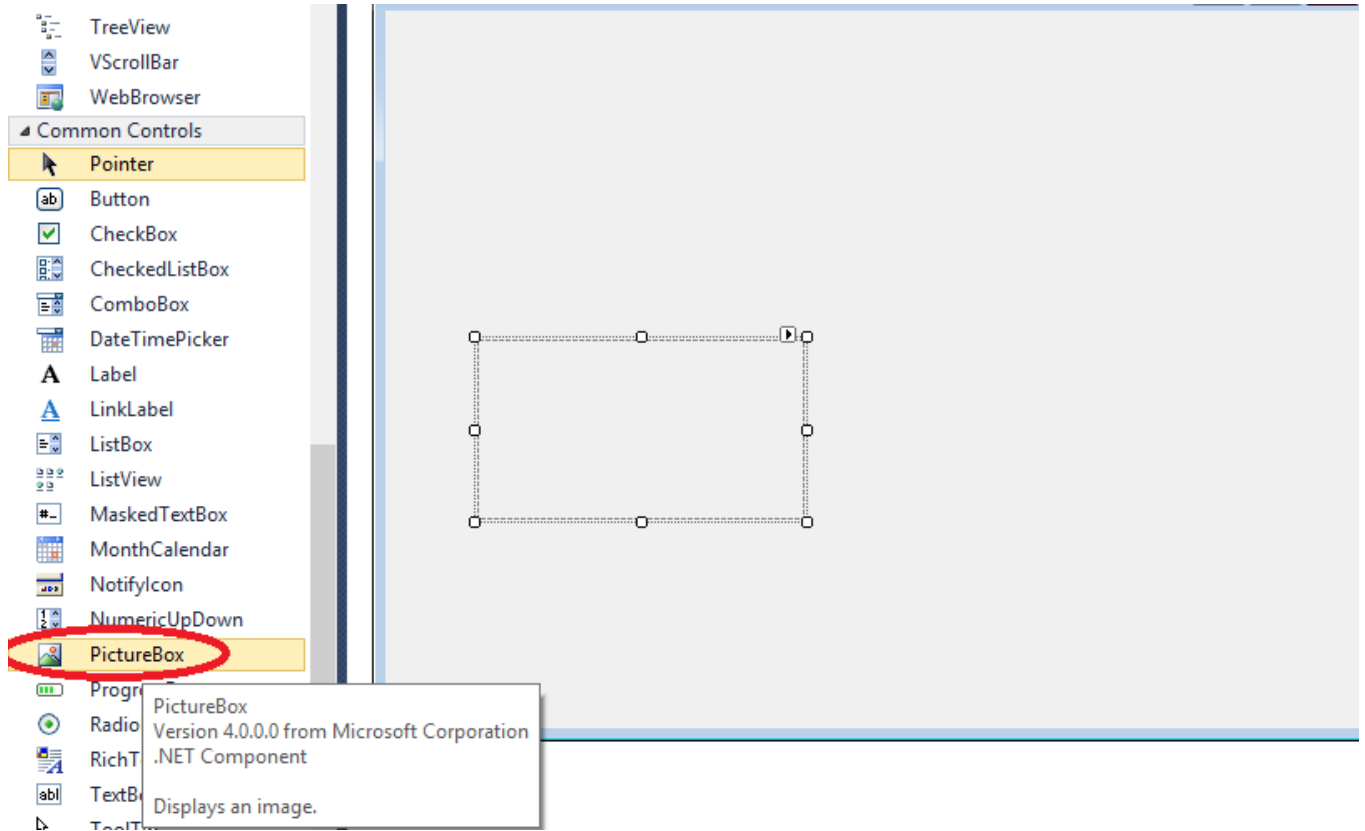 TreeView
VScrollBar
WebBrowser
Common Controls
Pointer
Button
CheckBox
CheckedListBox
ComboBox
DateTimePicker
Label
LinkLabel
ListBox
ListView
MaskedTextBox
MonthCalendar
NotifyIcon
NumericUpDown
PictureBox
PictureBox
Version 4.0.0.0 from Microsoft Corporation
.NET Component
Displays an image.